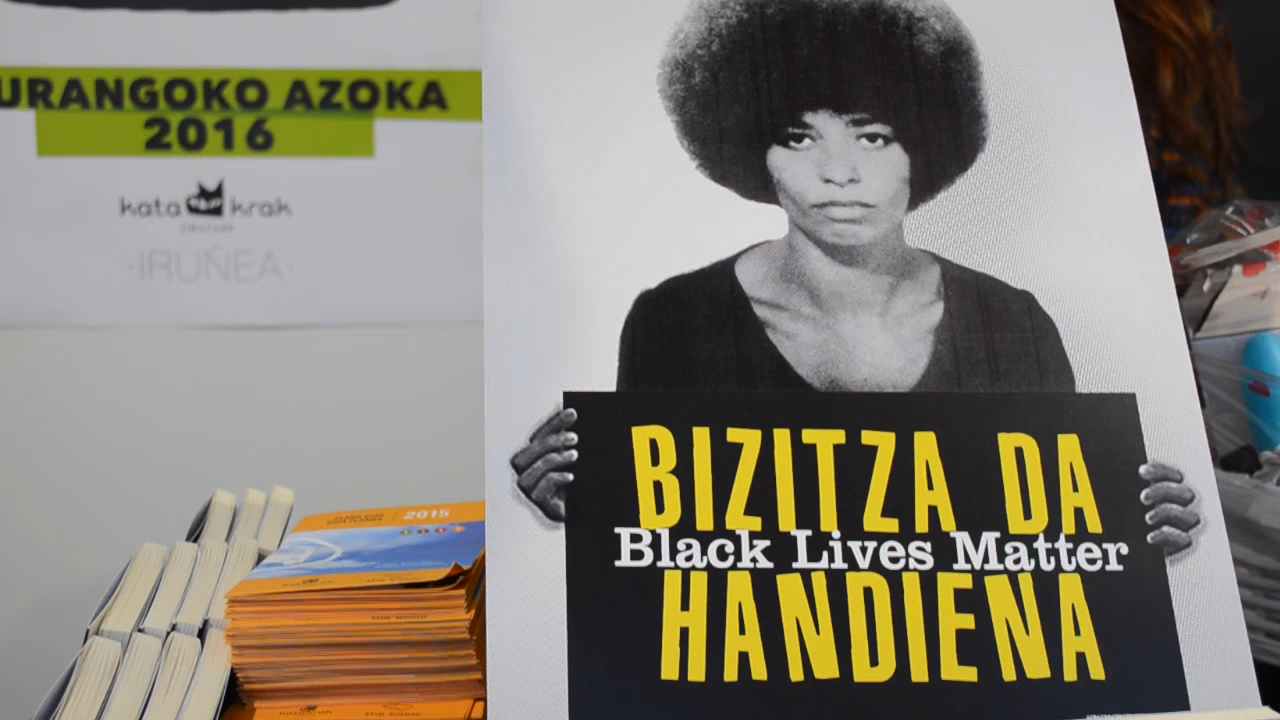 URANGOKO AZOKA
2016
kata krak
·IRUÑEA·
BIZITZA DA
Black Lives Matter
HANDIENA
2015